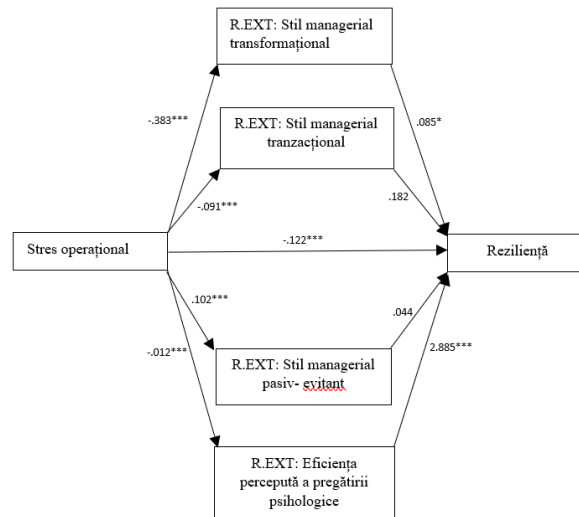 R.EXT: Stil managerial
transformațional
-.383***
.085*
R.EXT: Stil managerial
tranzacțional
-.091***
.182
Stres operațional
-.122***
Reziliență
.102***
.044
-.012***
2.885***
R.EXT: Stil managerial
pasiv- evitant
R.EXT: Eficiența
percepută a pregătirii
psihologice